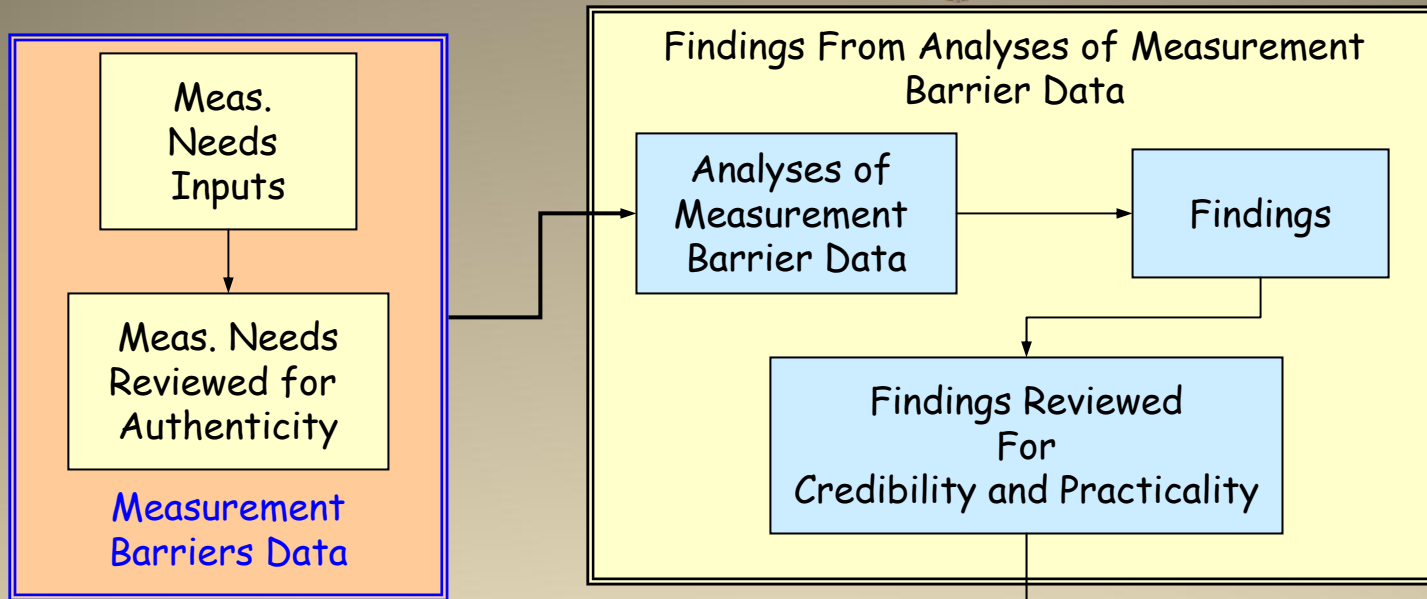 Meas.
Needs
Inputs
Meas. Needs
Reviewed for
Authenticity
Measurement
Barriers Data
Findings From Analyses of Measurement
Barrier Data
Analyses of
Measurement
Barrier Data
Findings
Findings Reviewed
For
Credibility and Practicality